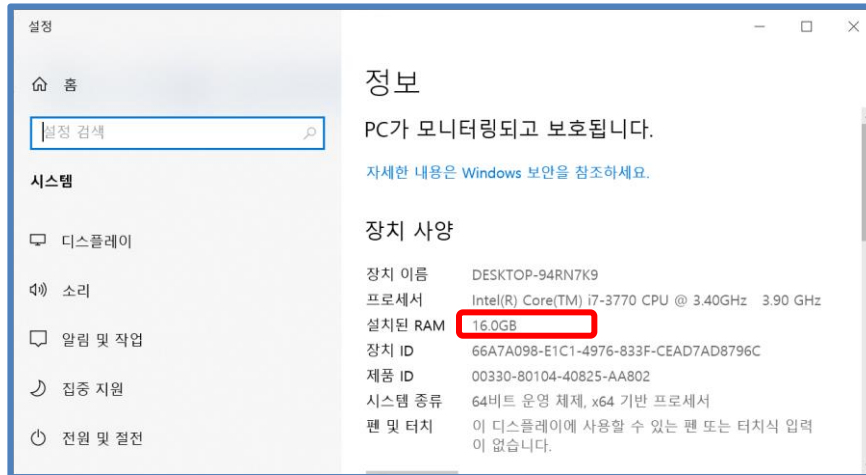 설정
홈
설정 검색
시스템
디스플레이
소리
알림 및 작업
집중 지원
전원 및 절전
정보
PC가 모니터링되고 보호됩니다.
자세한 내용은 Windows 보안을 참조하세요.
장치 사양
장치 이름 DESKTOP-94RN7K9
프로세서 Intel(R) Core(TM) i7-3770 CPU @ 3.40GHz 3.90 GHz
설치된 RAM 16.0GB
장치 ID 66A7A098-E1C1-4976-833F-CEAD7AD8796C
제품 ID 00330-80104-40825-AA802
시스템 종류 64비트 운영 체제, x64 기반 프로세서
펜 및 터치 이 디스플레이에 사용할 수 있는 펜 또는 터치식 입력
이 없습니다.